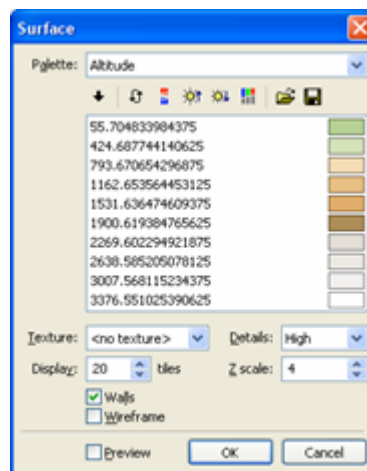 Surface
Palette: Altitude
55.704833984375
424.687744140625
793.670654296875
1162.653564453125
1531.636474609375
1900.619384765625
2269.602294921875
2638.585205078125
3007.568115234375
3376.551025390625
Texture: <no texture> Details: High
Display: 20 tiles Z scale: 4
Walls
Wireframe
Preview OK Cancel